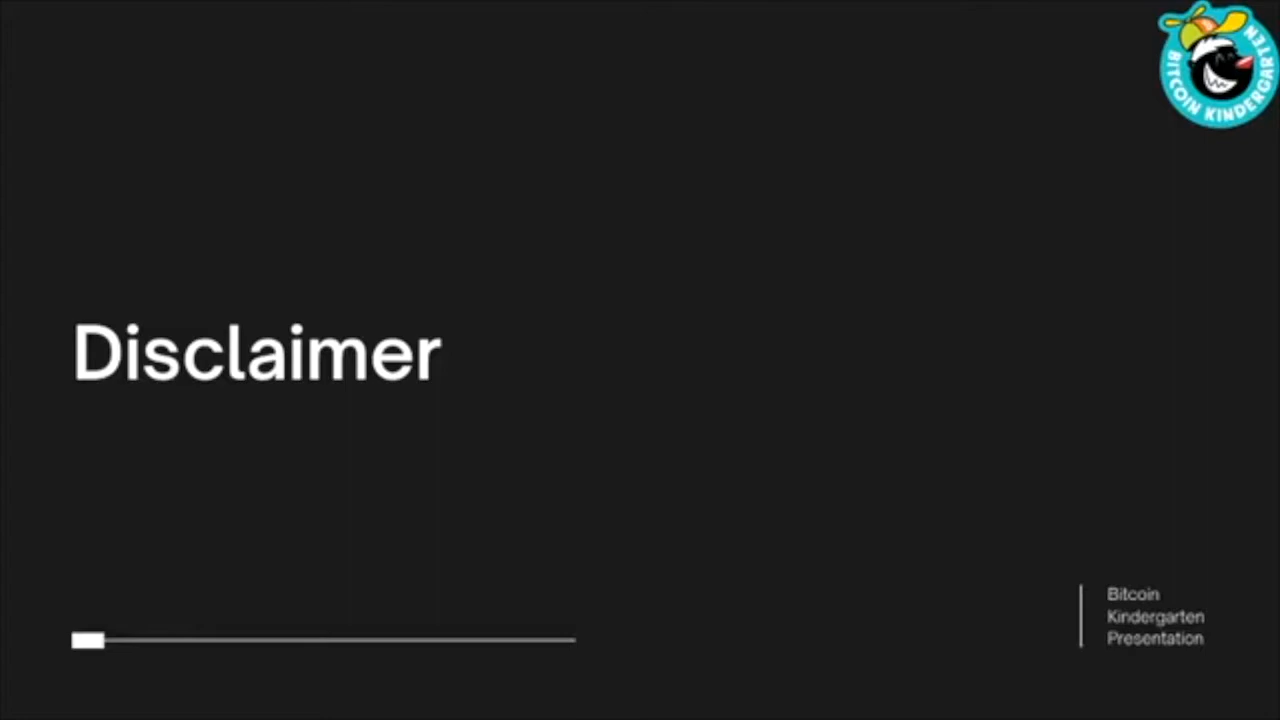 BITCOIN KINDERGARTEN
Disclaimer
Bitcoin
Kindergarten
Presentation